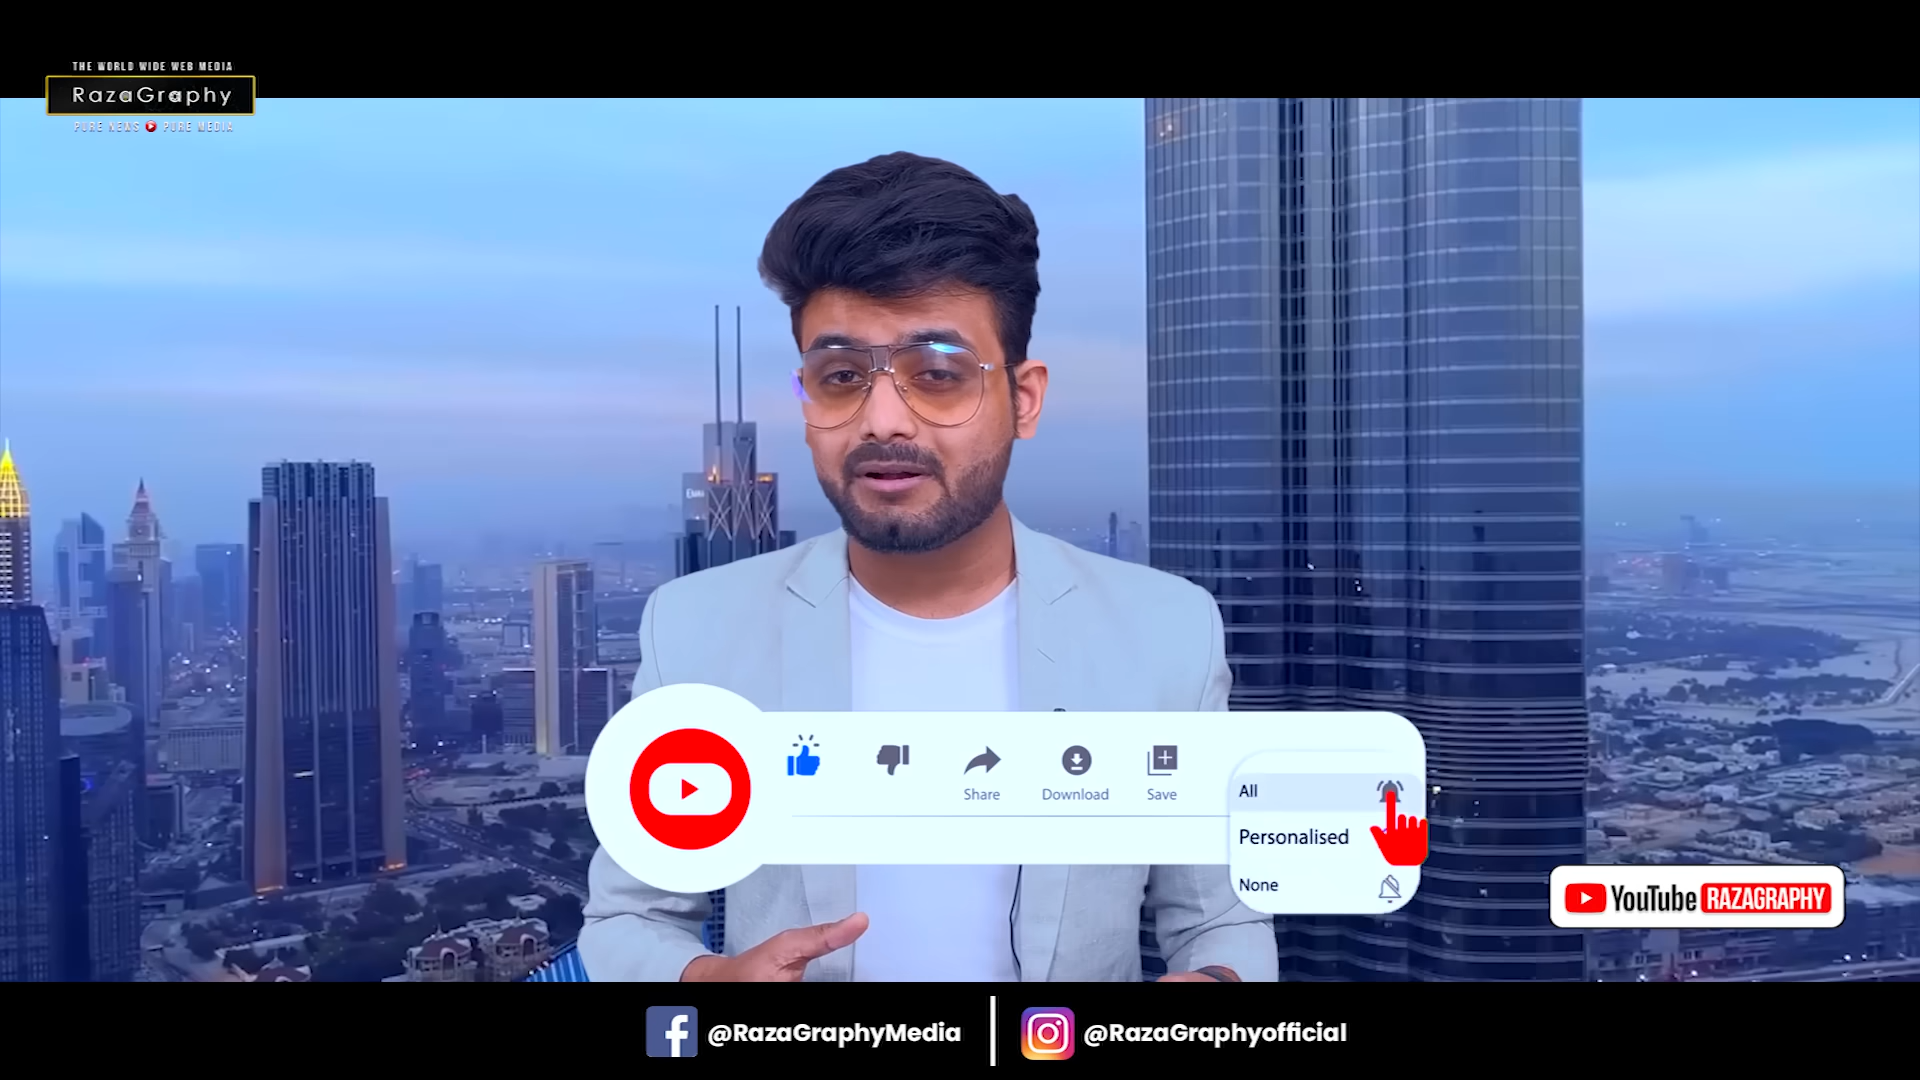 THE WORLD WIDE WEB MEDIA
RazaGraphy
PURE NEWS PURE MEDIA
Share
Download
Save
All
Personalised
None
YouTube RAZAGRAPHY
@RazaGraphyMedia
@RazaGraphyofficial